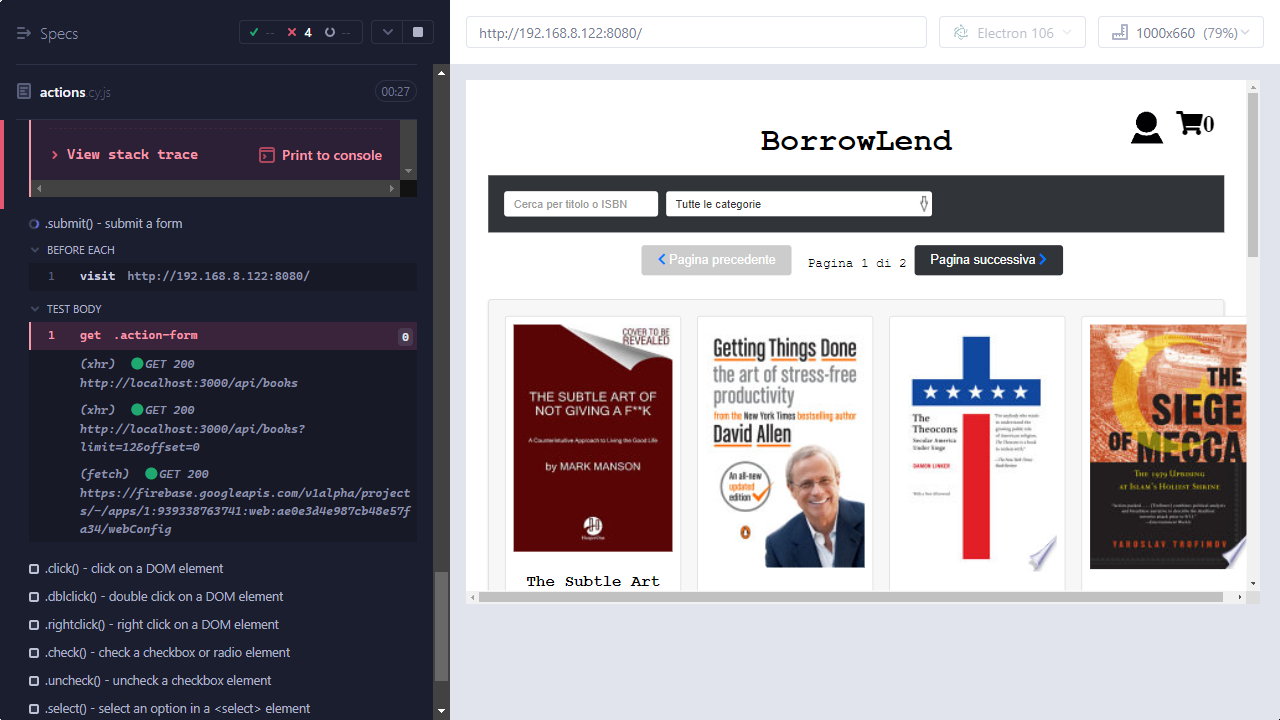 Specs
--
4
--
actions cy.js
00:27
View stack trace
Print to console
.submit() - submit a form
BEFORE EACH
1 visit http://192.168.8.122:8080/
TEST BODY
1 get .action-form 0
(xhr) GET 200
http://localhost:3000/api/books
(xhr) GET 200
http://localhost:3000/api/books?
limit=12&offset=0
(fetch) GET 200
https://firebase.googleapis.com/v1alpha/project
s/-/apps/1:939338763741:web:ae0e3d4e987cb48e57f
a34/webConfig
.click() - click on a DOM element
.dblclick() - double click on a DOM element
.rightclick() - right click on a DOM element
.check() - check a checkbox or radio element
.uncheck() - uncheck a checkbox element
.select() - select an option in a <select> element
http://192.168.8.122:8080/
Electron 106
1000x660 (79%)
BorrowLend
0
Cerca per titolo o ISBN
Tutte le categorie
Pagina precedente
Pagina 1 di 2
Pagina successiva
COVER TO BE
REVEALED
THE SUBTLE ART OF
NOT GIVING A F**K
A Counterintuitive Approach to Living the Good Life
by MARK MANSON
The Subtle Art
Getting Things Done
the art of stress-free
productivity
from the New York Times bestselling author
David Allen
An all-new
updated
edition
The
Theocons
Secular America
Under Siege
DAMON LINKER
THE
SIEGE
OF MECCA
THE 1979 UPRISING
AT ISLAM'S HOLIEST SHRINE
YAROSLAV TROFIMOV